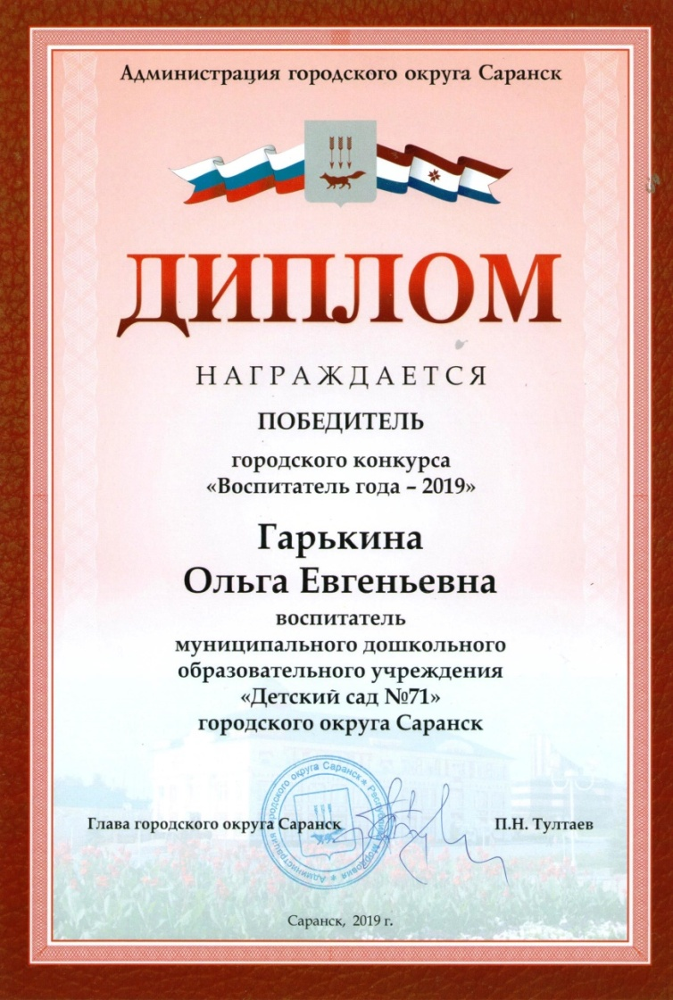 Администрация городского округа Саранск
ДИПЛОМ
НАГРАЖДАЕТСЯ
ПОБЕДИТЕЛЬ
городского конкурса
«Воспитатель года – 2019»
Гарькина
Ольга Евгеньевна
воспитатель
муниципального дошкольного
образовательного учреждения
«Детский сад №71»
городского округа Саранск
Администрация городского округа Саранск
Глава городского округа Саранск
П.Н. Тултаев
Саранск, 2019 г.